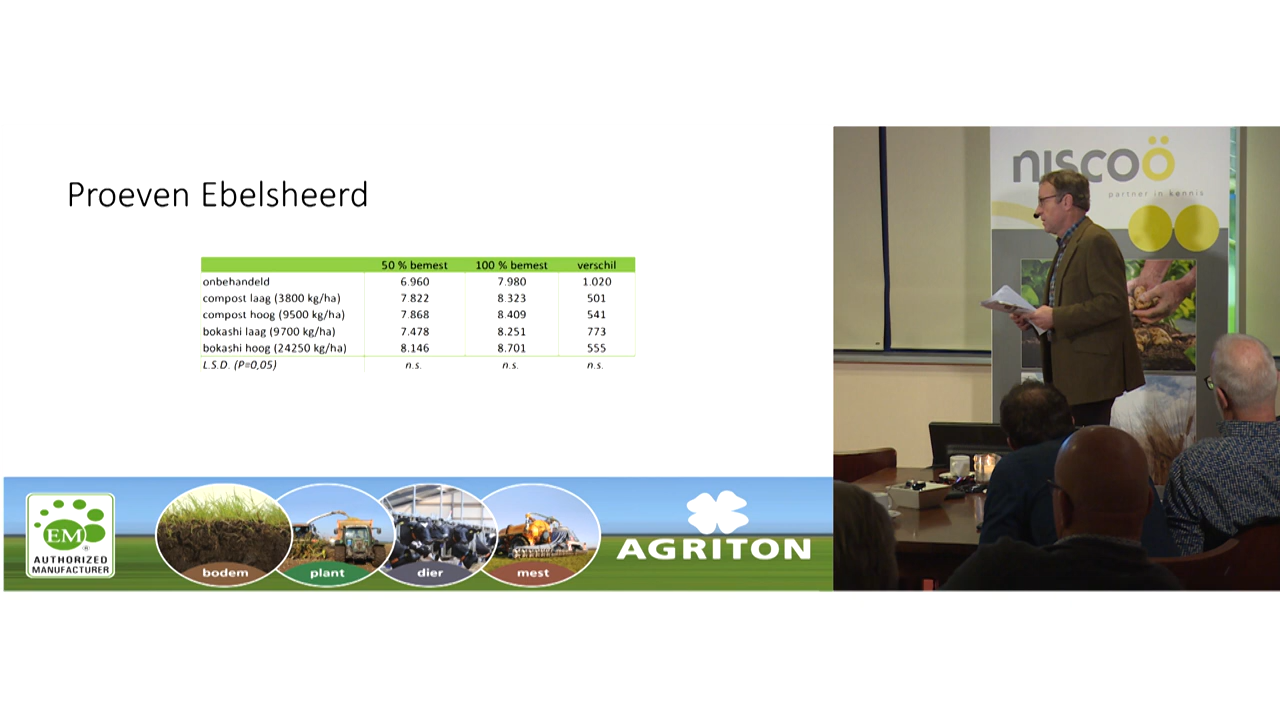 Proeven Ebelsheerd
50 % bemest 100 % bemest verschil
onbehandeld 6.960 7.980 1.020
compost laag (3800 kg/ha) 7.822 8.323 501
compost hoog (9500 kg/ha) 7.868 8.409 541
bokashi laag (9700 kg/ha) 7.478 8.251 773
bokashi hoog (24250 kg/ha) 8.146 8.701 555
L.S.D. (P=0,05) n.s. n.s. n.s.
EM®
AUTHORIZED
MANUFACTURER
bodem
plant
dier
mest
AGRITON
niscoö
partner in kennis